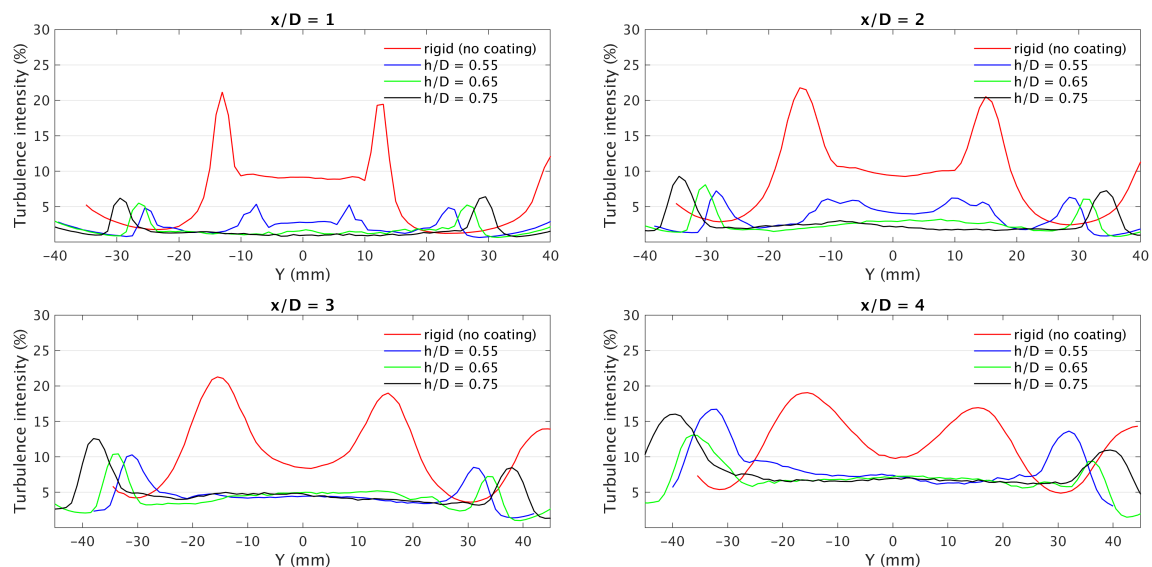 x/D = 1
30
25
20
15
10
5
Turbulence intensity (%)
rigid (no coating)
h/D = 0.55
h/D = 0.65
h/D = 0.75
−40 −30 −20 −10 0 10 20 30 40
Y (mm)
x/D = 2
30
25
20
15
10
5
Turbulence intensity (%)
rigid (no coating)
h/D = 0.55
h/D = 0.65
h/D = 0.75
−40 −30 −20 −10 0 10 20 30 40
Y (mm)
x/D = 3
30
25
20
15
10
5
Turbulence intensity (%)
rigid (no coating)
h/D = 0.55
h/D = 0.65
h/D = 0.75
−40 −30 −20 −10 0 10 20 30 40
Y (mm)
x/D = 4
30
25
20
15
10
5
Turbulence intensity (%)
rigid (no coating)
h/D = 0.55
h/D = 0.65
h/D = 0.75
−40 −30 −20 −10 0 10 20 30 40
Y (mm)